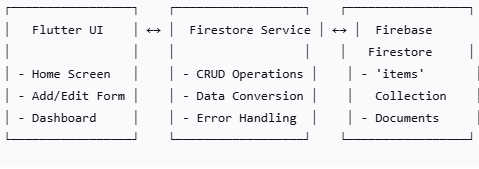 Flutter UI ↔ Firestore Service ↔ Firebase
Firestore
- Home Screen - CRUD Operations - 'items'
- Add/Edit Form - Data Conversion Collection
- Dashboard - Error Handling - Documents